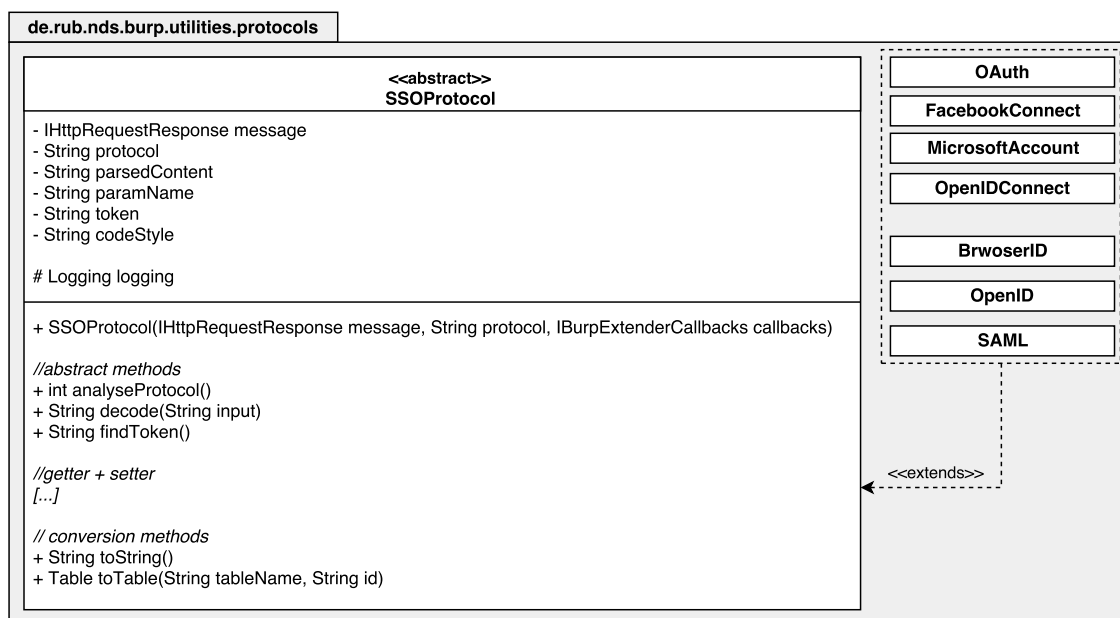 de.rub.nds.burp.utilities.protocols
<<abstract>>
SSOProtocol
- IHttpRequestResponse message
- String protocol
- String parsedContent
- String paramName
- String token
- String codeStyle
# Logging logging
+ SSOProtocol(IHttpRequestResponse message, String protocol, IBurpExtenderCallbacks callbacks)
//abstract methods
+ int analyseProtocol()
+ String decode(String input)
+ String findToken()
//getter + setter
[...]
// conversion methods
+ String toString()
+ Table toTable(String tableName, String id)
OAuth
FacebookConnect
MicrosoftAccount
OpenIDConnect
BrwoserID
OpenID
SAML
<<extends>>